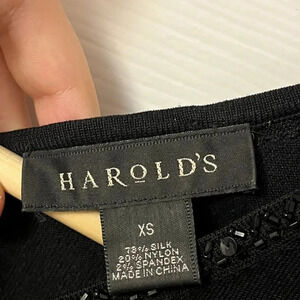 HAROLD'S
XS
78% SILK
20% NYLON
2% SPANDEX
MADE IN CHINA